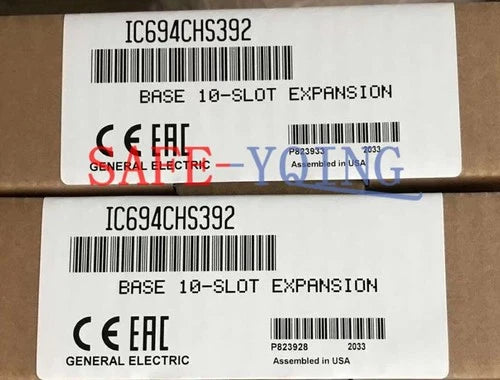 IC694CHS392
BASE 10-SLOT EXPANSION
CE EAC
P823933 2033
GENERAL ELECTRIC Assembled in USA
SAFE-YQING
IC694CHS392
BASE 10-SLOT EXPANSION
CE EAC
P823928 2033
GENERAL ELECTRIC Assembled in USA